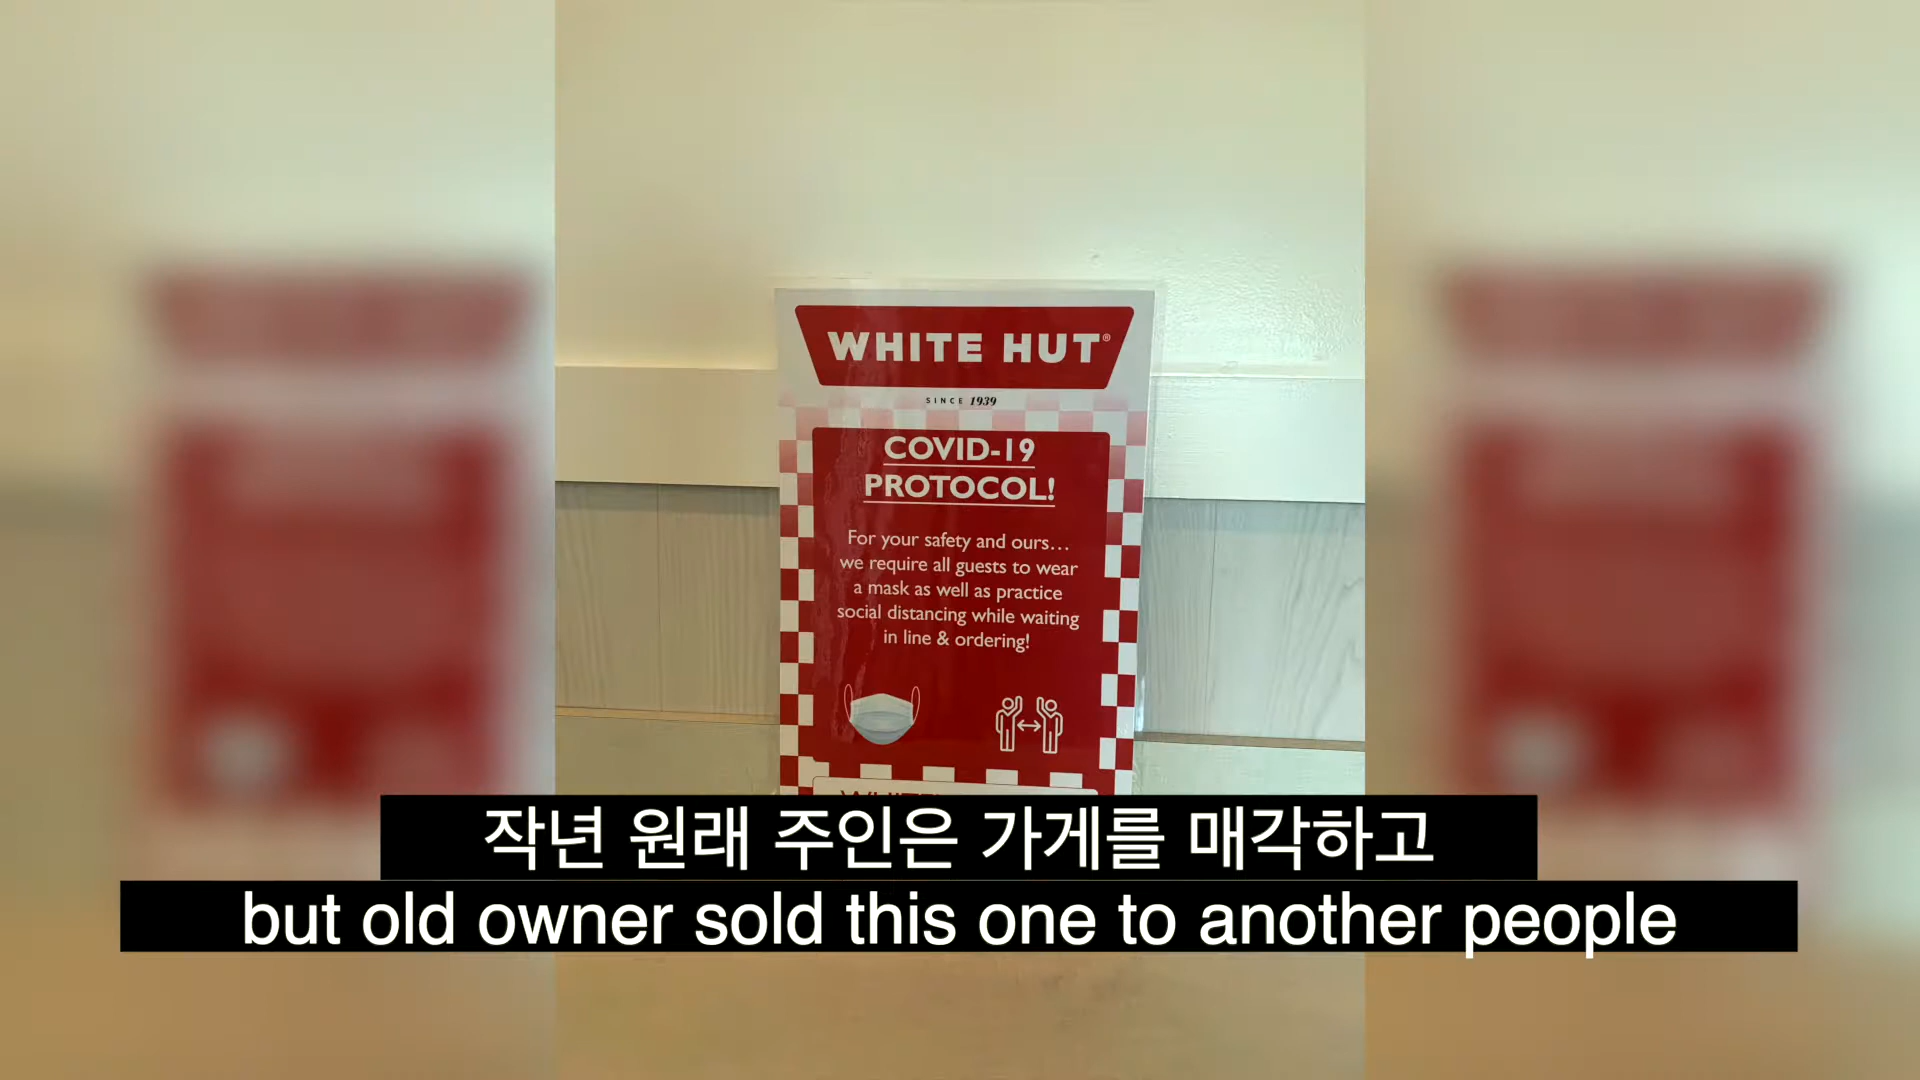 WHITE HUT®
SINCE 1939
COVID-19
PROTOCOL!
For your safety and ours...
we require all guests to wear
a mask as well as practice
social distancing while waiting
in line & ordering!
작년 원래 주인은 가게를 매각하고
but old owner sold this one to another people